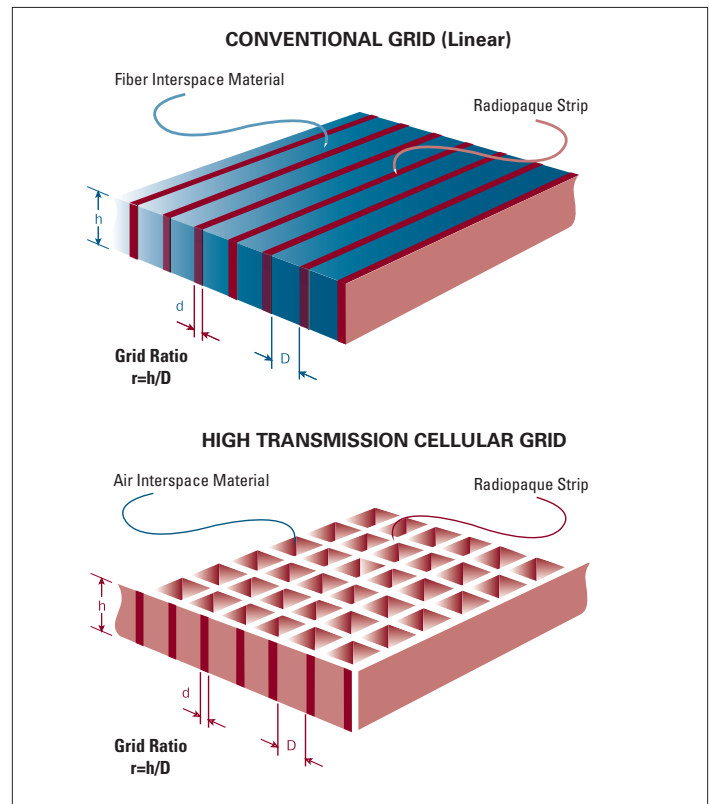 CONVENTIONAL GRID (Linear)
Fiber Interspace Material
Radiopaque Strip
h
d
D
Grid Ratio
r=h/D
HIGH TRANSMISSION CELLULAR GRID
Air Interspace Material
Radiopaque Strip
h
d
D
Grid Ratio
r=h/D